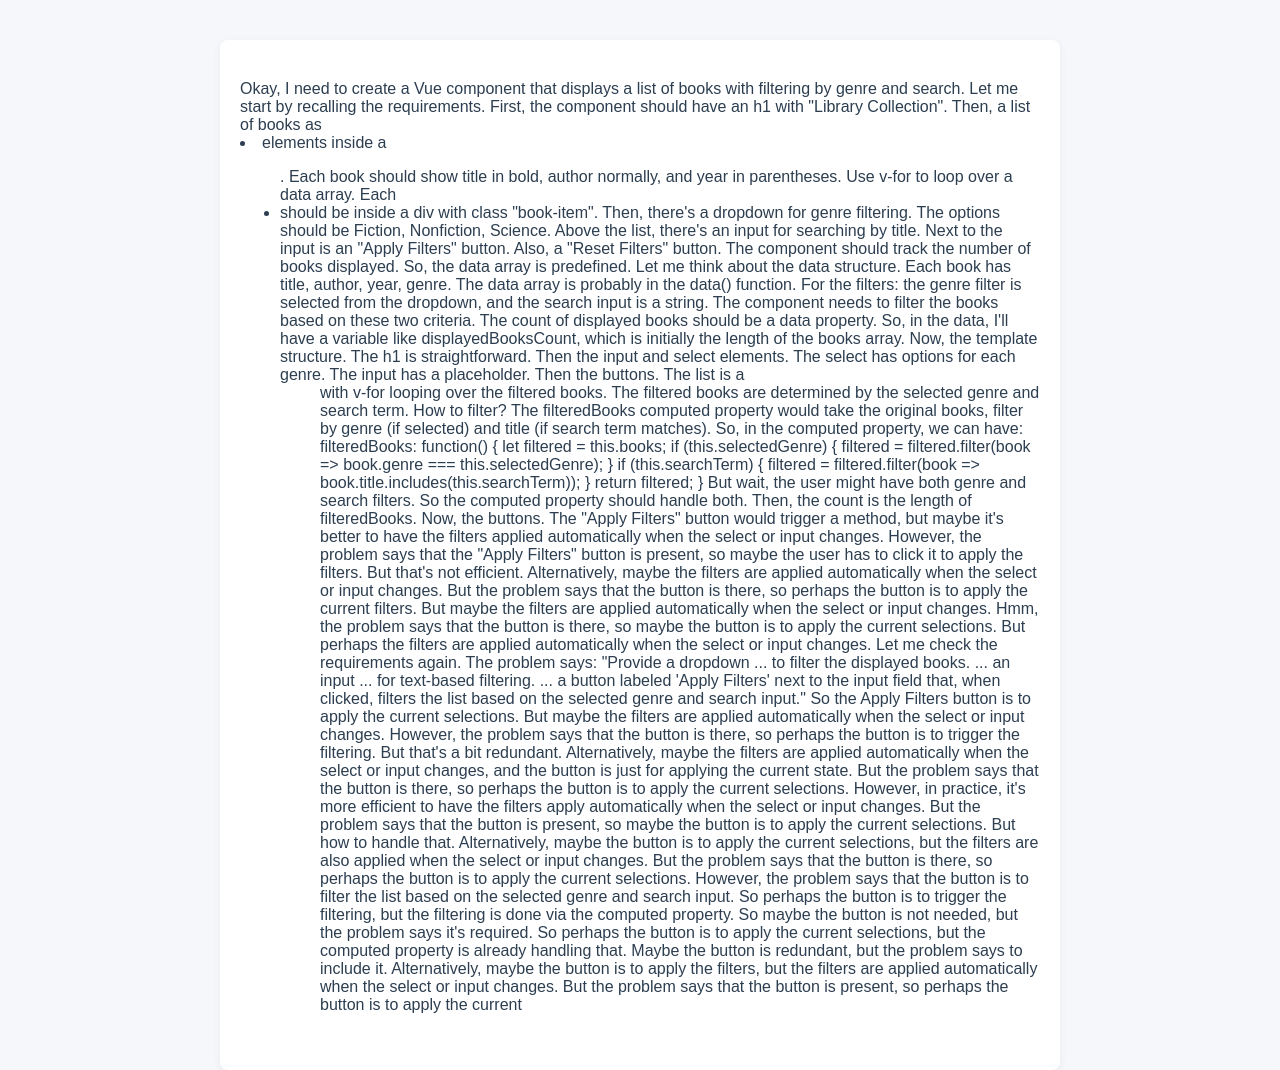 Okay, I need to create a Vue component that displays a list of books with filtering by genre and search. Let me
start by recalling the requirements. First, the component should have an h1 with "Library Collection". Then, a list
of books as
• elements inside a
. Each book should show title in bold, author normally, and year in parentheses. Use v-for to loop over a
data array. Each
• should be inside a div with class "book-item". Then, there's a dropdown for genre filtering. The options
should be Fiction, Nonfiction, Science. Above the list, there's an input for searching by title. Next to the
input is an "Apply Filters" button. Also, a "Reset Filters" button. The component should track the number of
books displayed. So, the data array is predefined. Let me think about the data structure. Each book has
title, author, year, genre. The data array is probably in the data() function. For the filters: the genre filter is
selected from the dropdown, and the search input is a string. The component needs to filter the books
based on these two criteria. The count of displayed books should be a data property. So, in the data, I'll
have a variable like displayedBooksCount, which is initially the length of the books array. Now, the template
structure. The h1 is straightforward. Then the input and select elements. The select has options for each
genre. The input has a placeholder. Then the buttons. The list is a
with v-for looping over the filtered books. The filtered books are determined by the selected genre and
search term. How to filter? The filteredBooks computed property would take the original books, filter
by genre (if selected) and title (if search term matches). So, in the computed property, we can have:
filteredBooks: function() { let filtered = this.books; if (this.selectedGenre) { filtered = filtered.filter(book
=> book.genre === this.selectedGenre); } if (this.searchTerm) { filtered = filtered.filter(book =>
book.title.includes(this.searchTerm)); } return filtered; } But wait, the user might have both genre and
search filters. So the computed property should handle both. Then, the count is the length of
filteredBooks. Now, the buttons. The "Apply Filters" button would trigger a method, but maybe it's
better to have the filters applied automatically when the select or input changes. However, the
problem says that the "Apply Filters" button is present, so maybe the user has to click it to apply the
filters. But that's not efficient. Alternatively, maybe the filters are applied automatically when the select
or input changes. But the problem says that the button is there, so perhaps the button is to apply the
current filters. But maybe the filters are applied automatically when the select or input changes. Hmm,
the problem says that the button is there, so maybe the button is to apply the current selections. But
perhaps the filters are applied automatically when the select or input changes. Let me check the
requirements again. The problem says: "Provide a dropdown ... to filter the displayed books. ... an
input ... for text-based filtering. ... a button labeled 'Apply Filters' next to the input field that, when
clicked, filters the list based on the selected genre and search input." So the Apply Filters button is to
apply the current selections. But maybe the filters are applied automatically when the select or input
changes. However, the problem says that the button is there, so perhaps the button is to trigger the
filtering. But that's a bit redundant. Alternatively, maybe the filters are applied automatically when the
select or input changes, and the button is just for applying the current state. But the problem says that
the button is there, so perhaps the button is to apply the current selections. However, in practice, it's
more efficient to have the filters apply automatically when the select or input changes. But the
problem says that the button is present, so maybe the button is to apply the current selections. But
how to handle that. Alternatively, maybe the button is to apply the current selections, but the filters are
also applied when the select or input changes. But the problem says that the button is there, so
perhaps the button is to apply the current selections. However, the problem says that the button is to
filter the list based on the selected genre and search input. So perhaps the button is to trigger the
filtering, but the filtering is done via the computed property. So maybe the button is not needed, but
the problem says it's required. So perhaps the button is to apply the current selections, but the
computed property is already handling that. Maybe the button is redundant, but the problem says to
include it. Alternatively, maybe the button is to apply the filters, but the filters are applied automatically
when the select or input changes. But the problem says that the button is present, so perhaps the
button is to apply the current